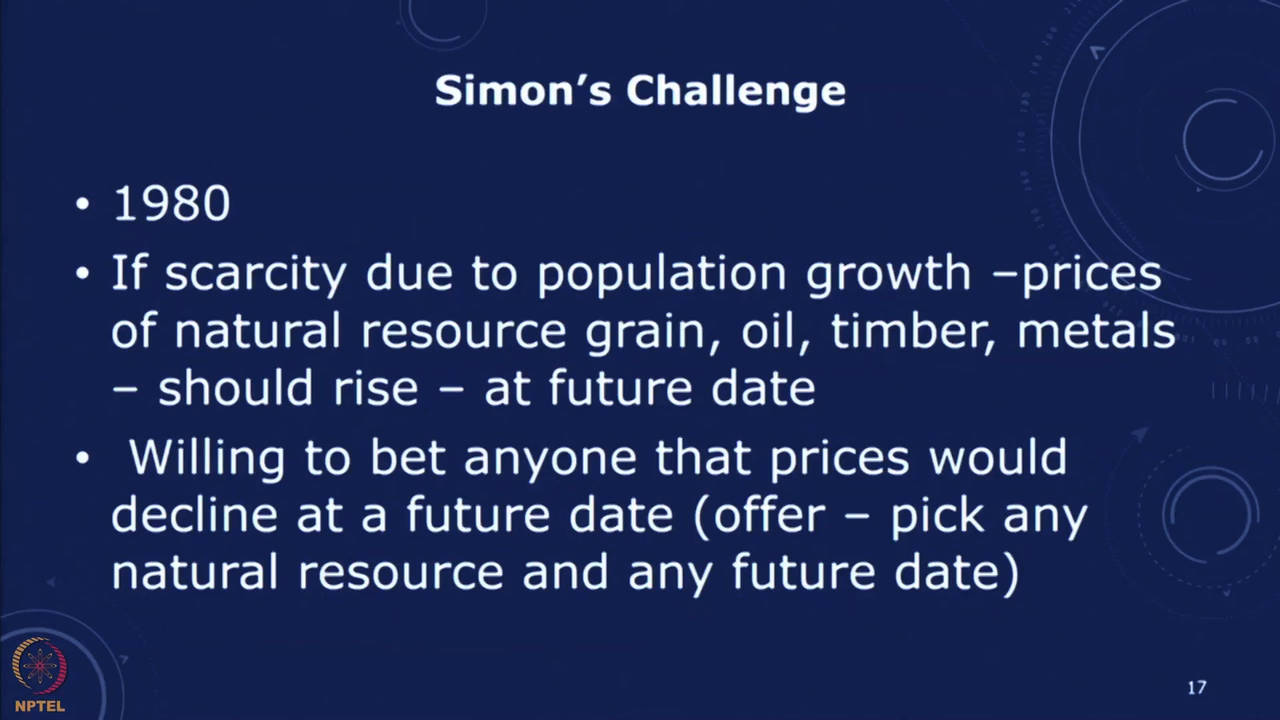 Simon's Challenge
• 1980
• If scarcity due to population growth –prices
of natural resource grain, oil, timber, metals
– should rise – at future date
• Willing to bet anyone that prices would
decline at a future date (offer – pick any
natural resource and any future date)
NPTEL
17